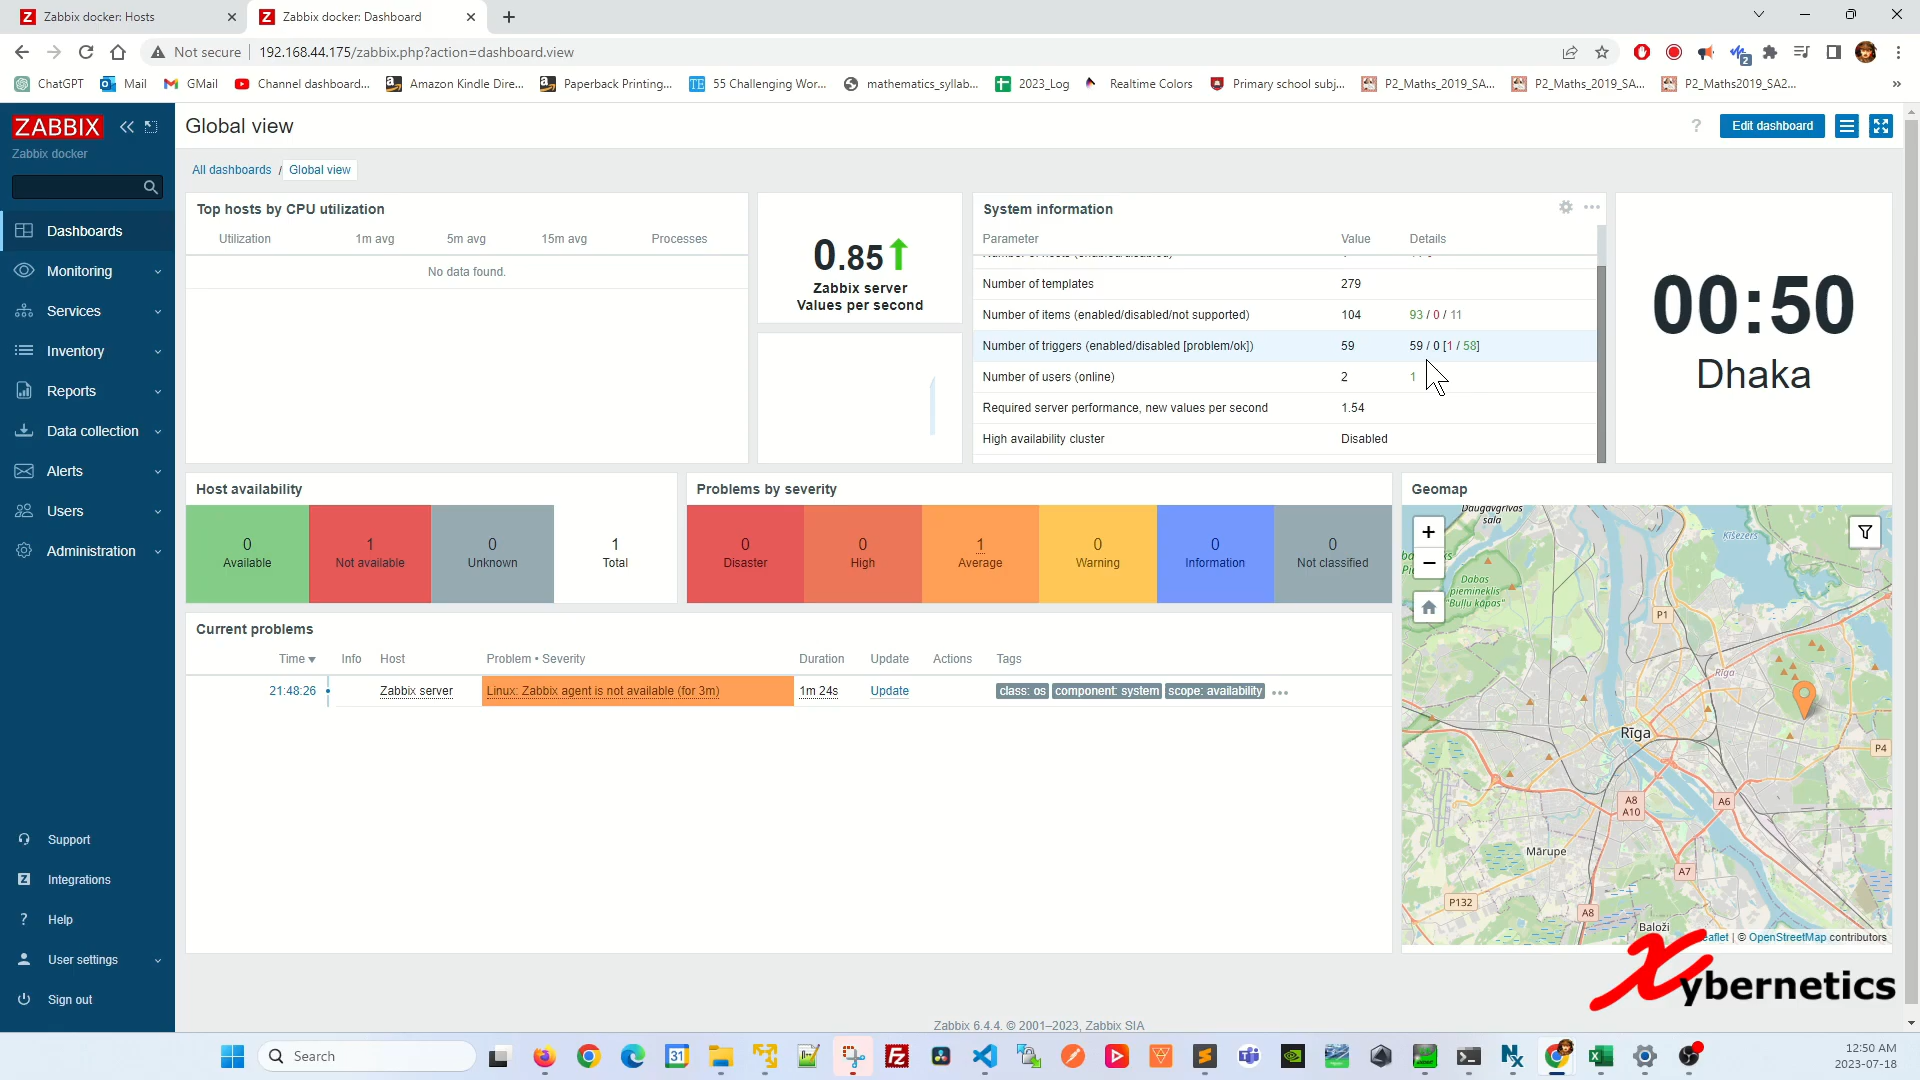 Zabbix docker: Hosts
Zabbix docker: Dashboard
Not secure
192.168.44.175/zabbix.php?action=dashboard.view
ChatGPT
Mail
GMail
Channel dashboard...
Amazon Kindle Dire...
Paperback Printing...
TE 55 Challenging Wor...
mathematics_syllab...
2023_Log
Realtime Colors
Primary school subj...
P2_Maths_2019_SA...
P2_Maths_2019_SA...
P2_Maths2019_SA2...
ZABBIX
Zabbix docker
Global view
? Edit dashboard
All dashboards / Global view
Dashboards
Monitoring
Services
Inventory
Reports
Data collection
Alerts
Users
Administration
Support
Integrations
Help
User settings
Sign out
Top hosts by CPU utilization
Utilization 1m avg 5m avg 15m avg Processes
No data found.
0.85
Zabbix server
Values per second
System information
Parameter Value Details
Number of templates 279
Number of items (enabled/disabled/not supported) 104 93 / 0 / 11
Number of triggers (enabled/disabled [problem/ok]) 59 59 / 0 [1 / 58]
Number of users (online) 2 1
Required server performance, new values per second 1.54
High availability cluster Disabled
00:50
Dhaka
Host availability
0 Available
1 Not available
0 Unknown
1 Total
Problems by severity
0 Disaster
0 High
1 Average
0 Warning
0 Information
0 Not classified
Current problems
Time Info Host Problem • Severity Duration Update Actions Tags
21:48:26 Zabbix server Linux: Zabbix agent is not available (for 3m) 1m 24s Update class: os component: system scope: availability
Geomap
Daugavgrīvas
sala
Ķīšezers
Dabas
piemineklis
"Buļļu kāpas"
P1
Rīga
Rīga
P4
A8
A10
A6
Mārupe
A7
P132
A8
Baloži
| © OpenStreetMap contributors
Xybernetics
Zabbix 6.4.4. © 2001–2023, Zabbix SIA
Search
12:50 AM
2023-07-18